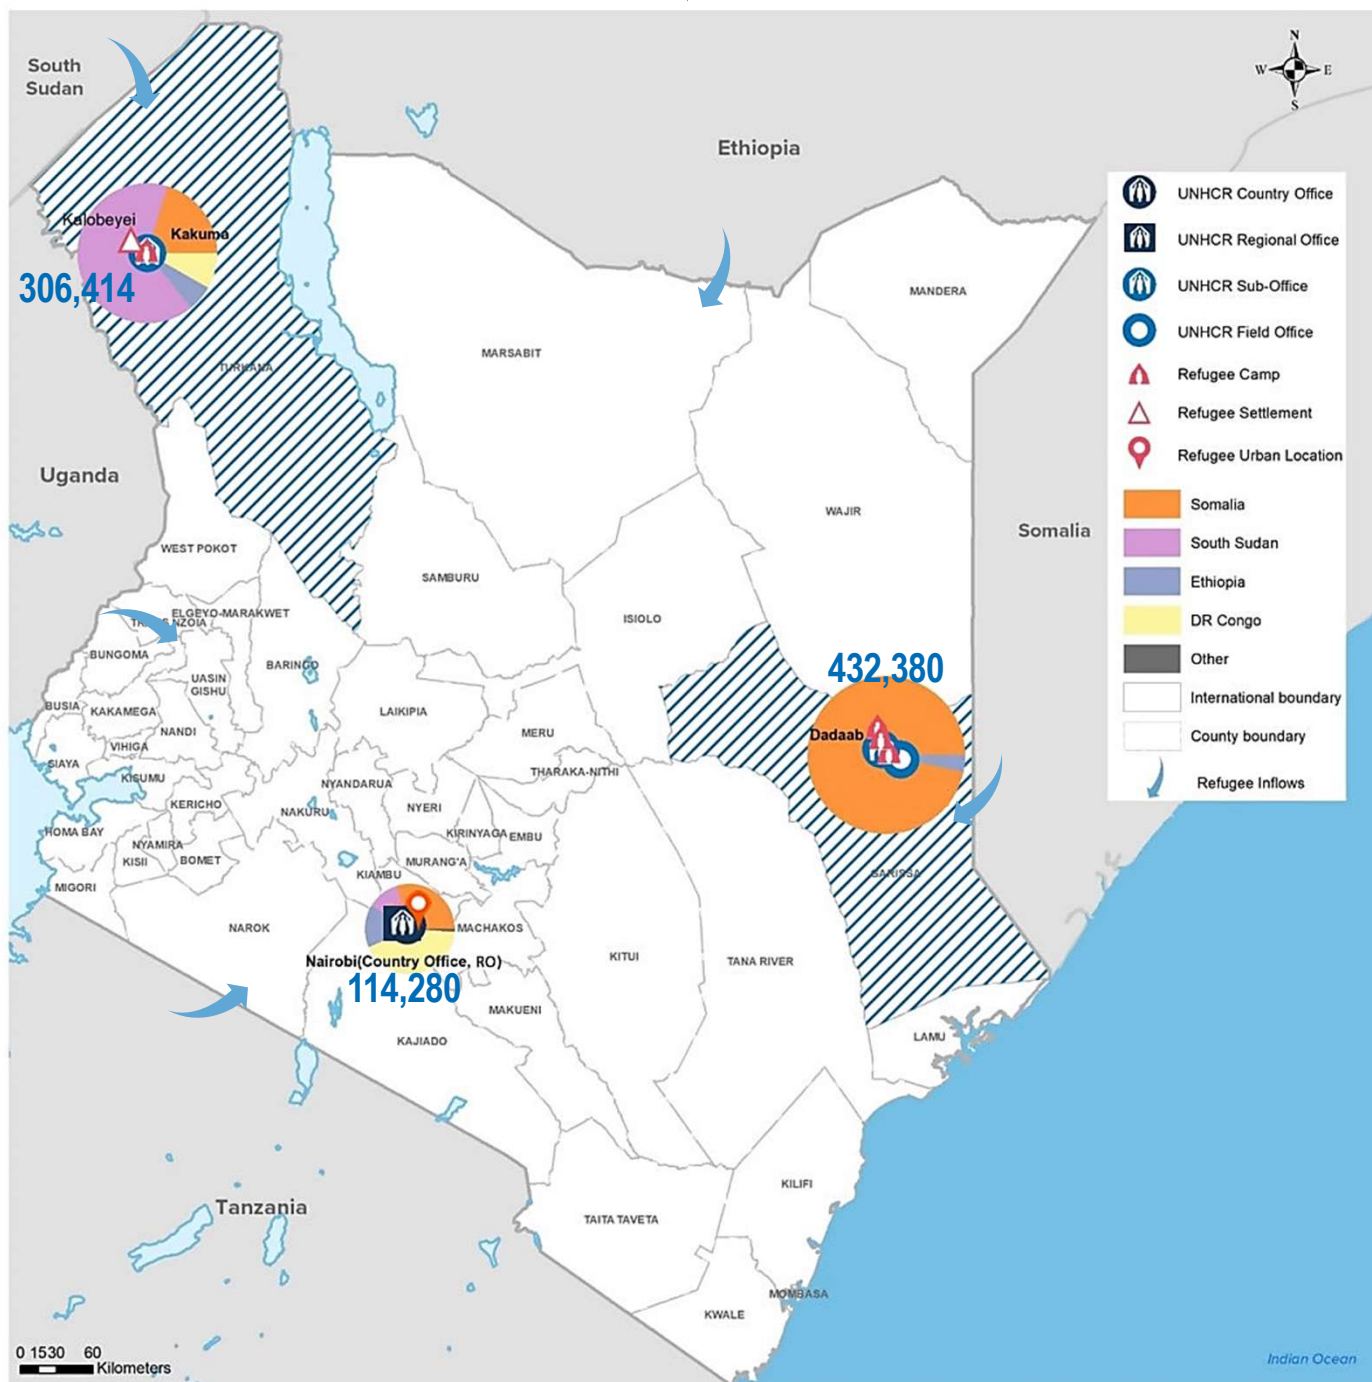 South
Sudan
Ethiopia
N
W
E
S
UNHCR Country Office
UNHCR Regional Office
UNHCR Sub-Office
UNHCR Field Office
Refugee Camp
Refugee Settlement
Refugee Urban Location
Somalia
South Sudan
Ethiopia
DR Congo
Other
International boundary
County boundary
Refugee Inflows
Kalobeyei
Kakuma
306,414
TURKANA
MARSABIT
MANDERA
Uganda
WAJIR
Somalia
WEST POKOT
SAMBURU
ISIOLO
ELGEYO-MARAKWET
TRANS NZOIA
BUNGOMA
BARINGO
UASIN
GISHU
432,380
BUSIA
KAKAMEGA
LAIKIPIA
NANDI
MERU
Dadaab
VIHIGA
SIAYA
KISUMU
THARAKA-NITHI
NYANDARUA
KERICHO
NAKURU
NYERI
HOMA BAY
KIRINYAGA
EMBU
NYAMIRA
KISII
BOMET
MURANG'A
KIAMBU
GARISSA
MIGORI
NAROK
MACHAKOS
Nairobi(Country Office, RO)
114,280
KITUI
TANA RIVER
MAKUENI
KAJIADO
LAMU
Tanzania
KILIFI
TAITA TAVETA
MOMBASA
KWALE
0 1530 60
Kilometers
Indian Ocean